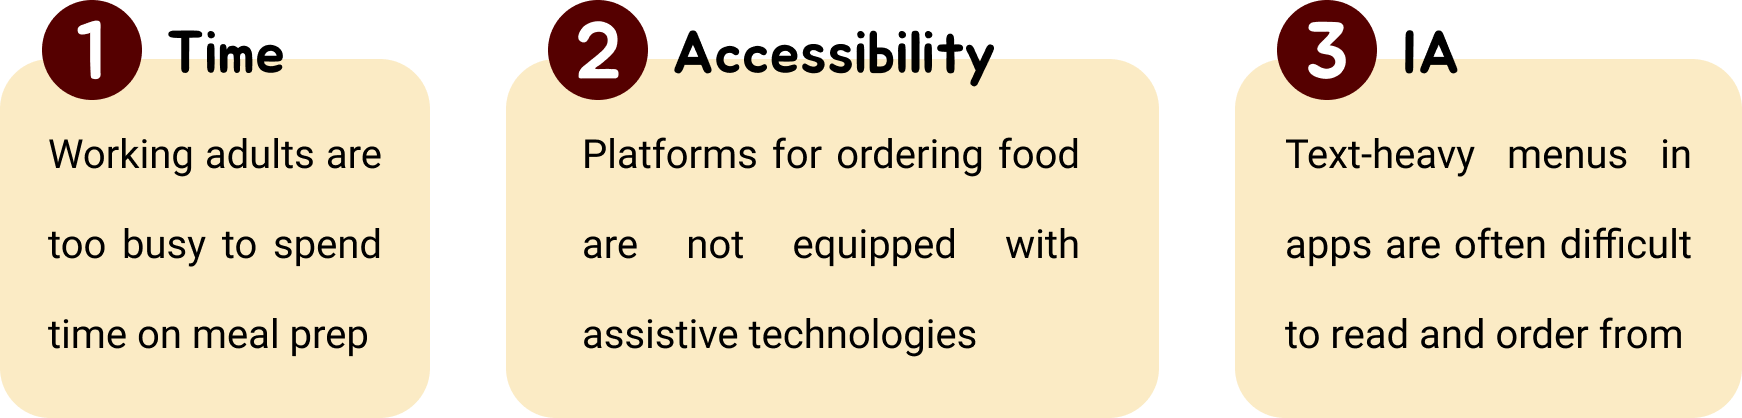 1 Time
Working adults are
too busy to spend
time on meal prep
2 Accessibility
Platforms for ordering food
are not equipped with
assistive technologies
3 IA
Text-heavy menus in
apps are often difficult
to read and order from